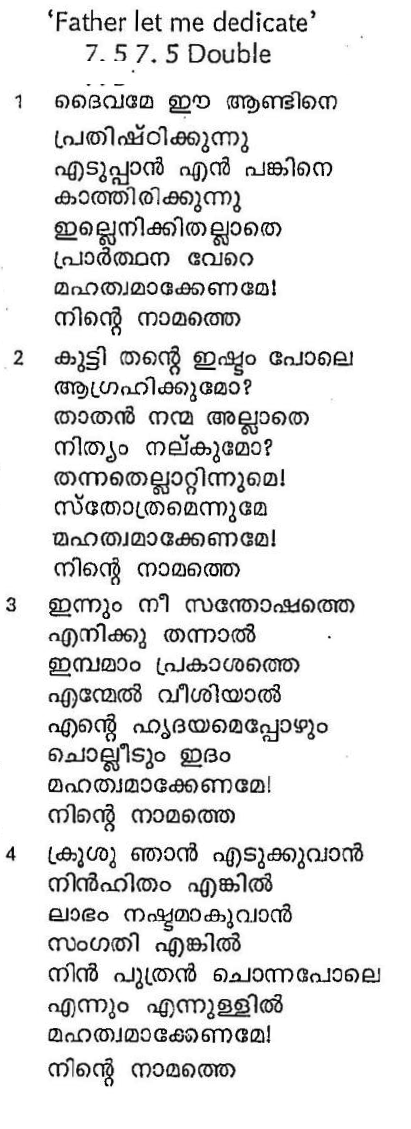 ‘Father let me dedicate’
7. 5 7. 5 Double
1 ദൈവമേ ഈ ആണ്ടിനെ
പ്രതിഷ്ഠിക്കുന്നു
എടുപ്പാൻ എൻ പങ്കിനെ
കാത്തിരിക്കുന്നു
ഇല്ലെനിക്കിതല്ലാതെ
പ്രാർത്ഥന വേറെ
മഹത്വമാക്കേണമേ!
നിന്റെ നാമത്തെ
2 കുട്ടി തന്റെ ഇഷ്ടം പോലെ
ആഗ്രഹിക്കുമോ?
താതൻ നന്മ അല്ലാതെ
നിത്യം നല്കുമോ?
തന്നതെല്ലാറ്റിന്നുമെ!
സ്തോത്രമെന്നുമേ
മഹത്വമാക്കേണമേ!
നിന്റെ നാമത്തെ
3 ഇന്നും നീ സന്തോഷത്തെ
എനിക്കു തന്നാൽ
ഇമ്പമാം പ്രകാശത്തെ
എന്മേൽ വീശിയാൽ
എന്റെ ഹൃദയമെപ്പോഴും
ചൊല്ലീടും ഇദം
മഹത്വമാക്കേണമേ!
നിന്റെ നാമത്തെ
4 ക്രൂശു ഞാൻ എടുക്കുവാൻ
നിൻഹിതം എങ്കിൽ
ലാഭം നഷ്ടമാകുവാൻ
സംഗതി എങ്കിൽ
നിൻ പുത്രൻ ചൊന്നപോലെ
എന്നും എന്നുള്ളിൽ
മഹത്വമാക്കേണമേ!
നിന്റെ നാമത്തെ